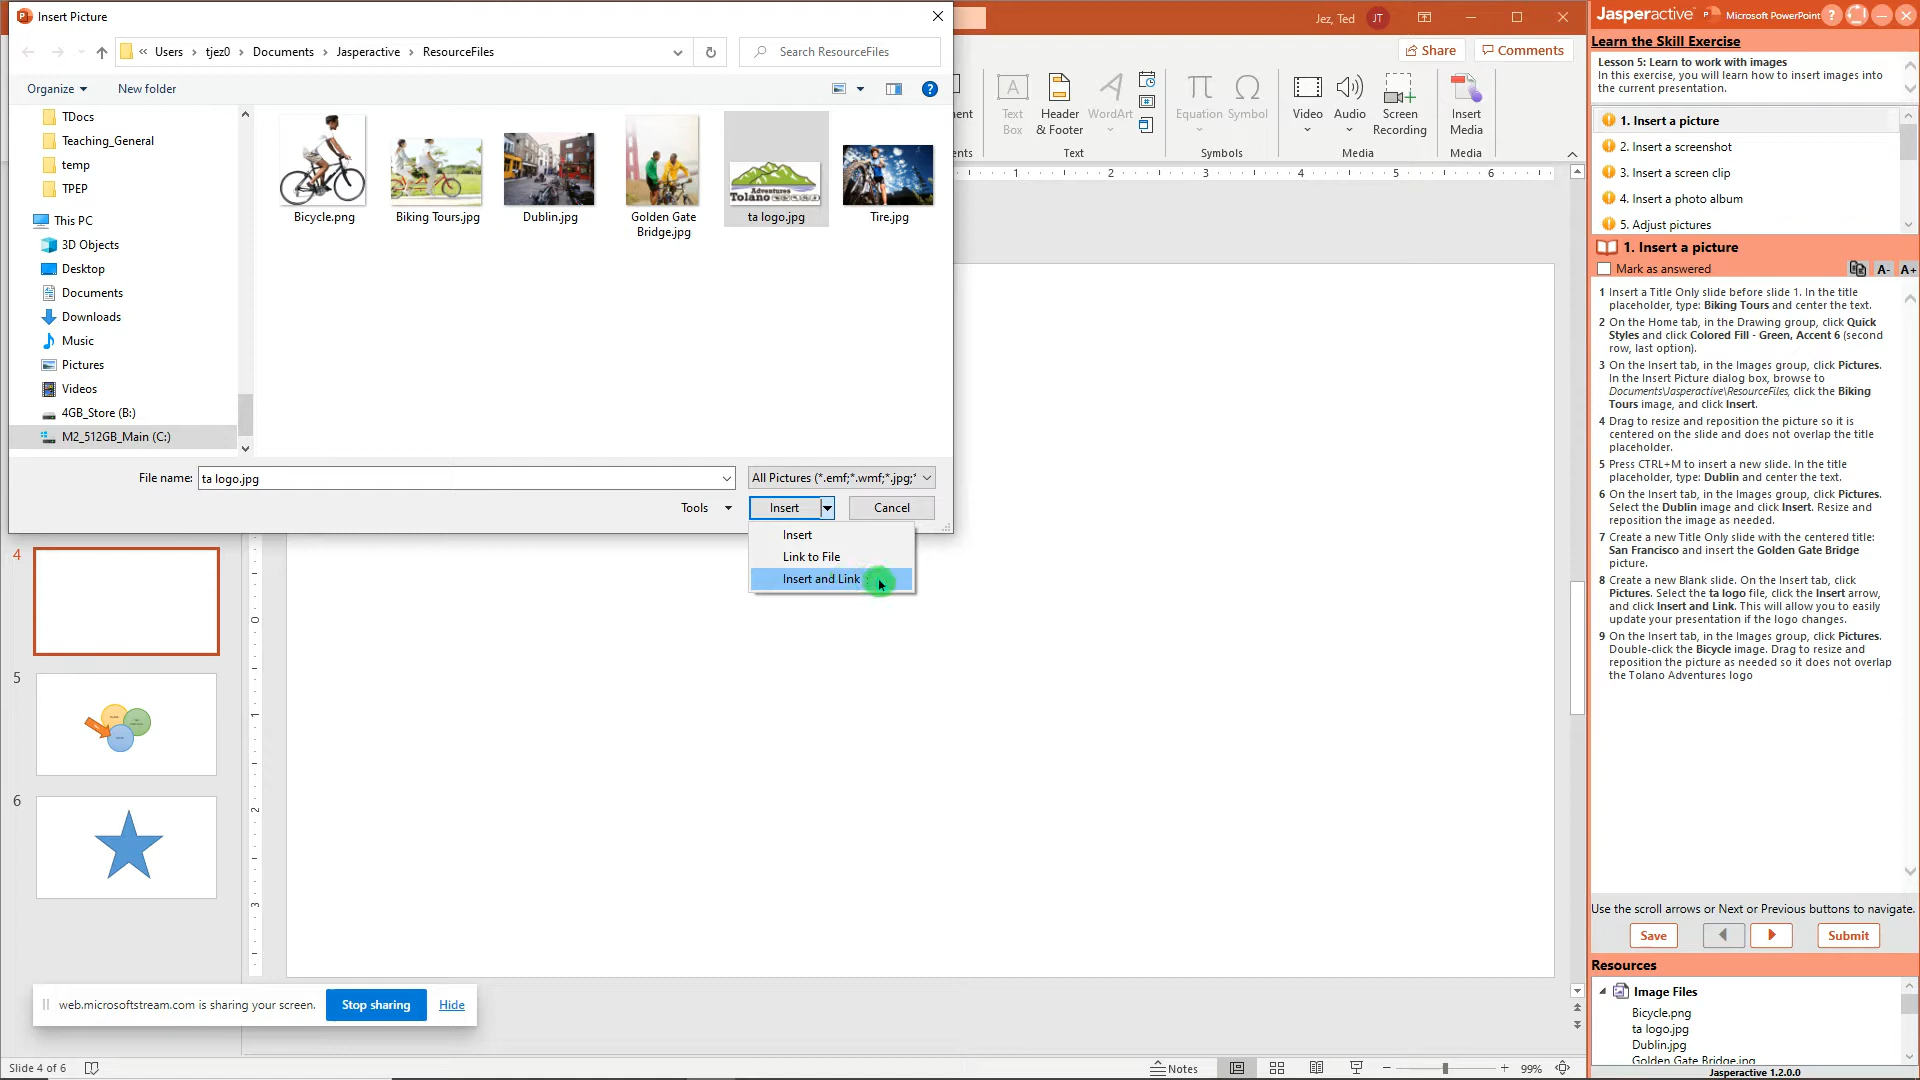 Insert Picture
« Users › tjez0 › Documents › Jasperactive › ResourceFiles
Search ResourceFiles
Organize
New folder
TDocs
Teaching_General
temp
TPEP
This PC
3D Objects
Desktop
Documents
Downloads
Music
Pictures
Videos
4GB_Store (B:)
M2_512GB_Main (C:)
Adventures
Tolano
Bicycle.png
Biking Tours.jpg
Dublin.jpg
Golden Gate
Bridge.jpg
ta logo.jpg
Tire.jpg
File name:
ta logo.jpg
All Pictures (*.emf;*.wmf;*.jpg;*
Tools
Insert
Cancel
Insert
Link to File
Insert and Link
Jez, Ted
JT
Share
Comments
Text
Box
Header
& Footer
WordArt
Text
Equation
Symbol
Symbols
Video
Audio
Screen
Recording
Media
Insert
Media
Media
1 2 3 4 5 6
0
1
2
3
4
5
6
web.microsoftstream.com is sharing your screen.
Stop sharing
Hide
Slide 4 of 6
Notes
99%
Jasperactive
Microsoft PowerPoint
Learn the Skill Exercise
Lesson 5: Learn to work with images
In this exercise, you will learn how to insert images into
the current presentation.
1. Insert a picture
2. Insert a screenshot
3. Insert a screen clip
4. Insert a photo album
5. Adjust pictures
1. Insert a picture
Mark as answered
A-
A+
1 Insert a Title Only slide before slide 1. In the title
placeholder, type: Biking Tours and center the text.
2 On the Home tab, in the Drawing group, click Quick
Styles and click Colored Fill - Green, Accent 6 (second
row, last option).
3 On the Insert tab, in the Images group, click Pictures.
In the Insert Picture dialog box, browse to
Documents\Jasperactive\ResourceFiles, click the Biking
Tours image, and click Insert.
4 Drag to resize and reposition the picture so it is
centered on the slide and does not overlap the title
placeholder.
5 Press CTRL+M to insert a new slide. In the title
placeholder, type: Dublin and center the text.
6 On the Insert tab, in the Images group, click Pictures.
Select the Dublin image and click Insert. Resize and
reposition the image as needed.
7 Create a new Title Only slide with the centered title:
San Francisco and insert the Golden Gate Bridge
picture.
8 Create a new Blank slide. On the Insert tab, click
Pictures. Select the ta logo file, click the Insert arrow,
and click Insert and Link. This will allow you to easily
update your presentation if the logo changes.
9 On the Insert tab, in the Images group, click Pictures.
Double-click the Bicycle image. Drag to resize and
reposition the picture as needed so it does not overlap
the Tolano Adventures logo
Use the scroll arrows or Next or Previous buttons to navigate.
Save
Submit
Resources
Image Files
Bicycle.png
ta logo.jpg
Dublin.jpg
Golden Gate Bridge.jpg
Jasperactive 1.2.0.0